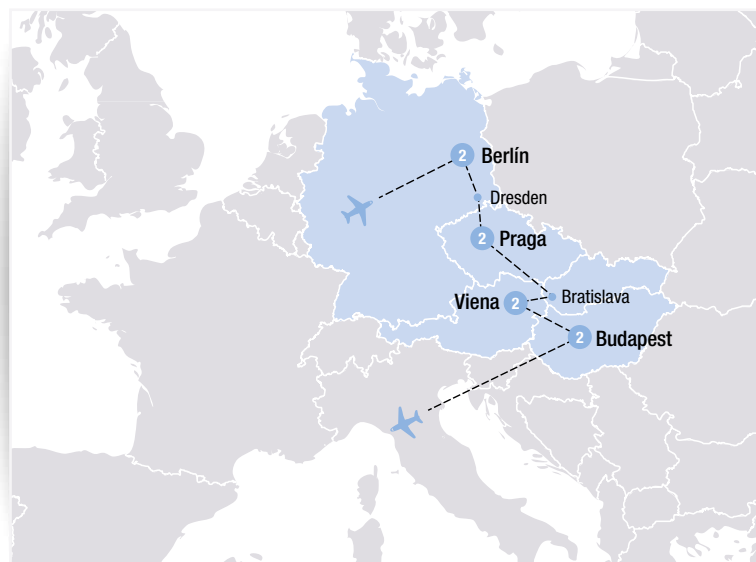 2 Berlín
Dresden
2 Praga
Bratislava
Viena 2
2 Budapest